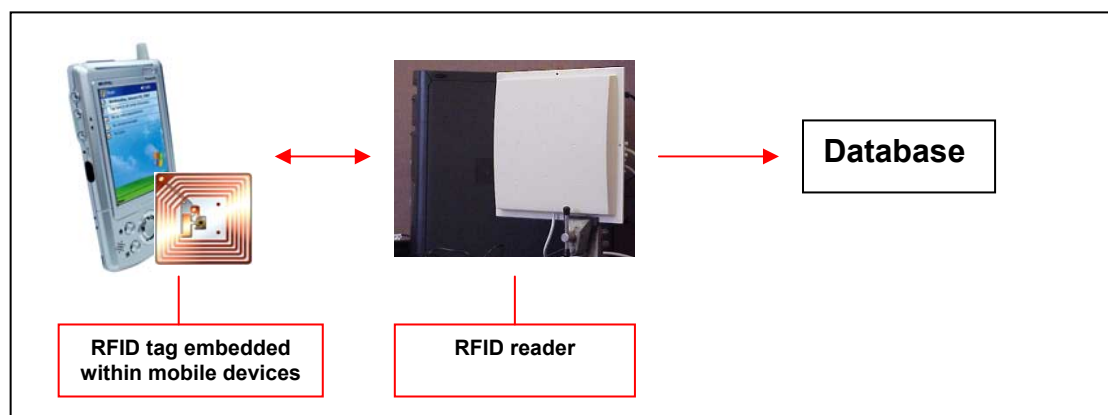 Database
RFID tag embedded
within mobile devices
RFID reader